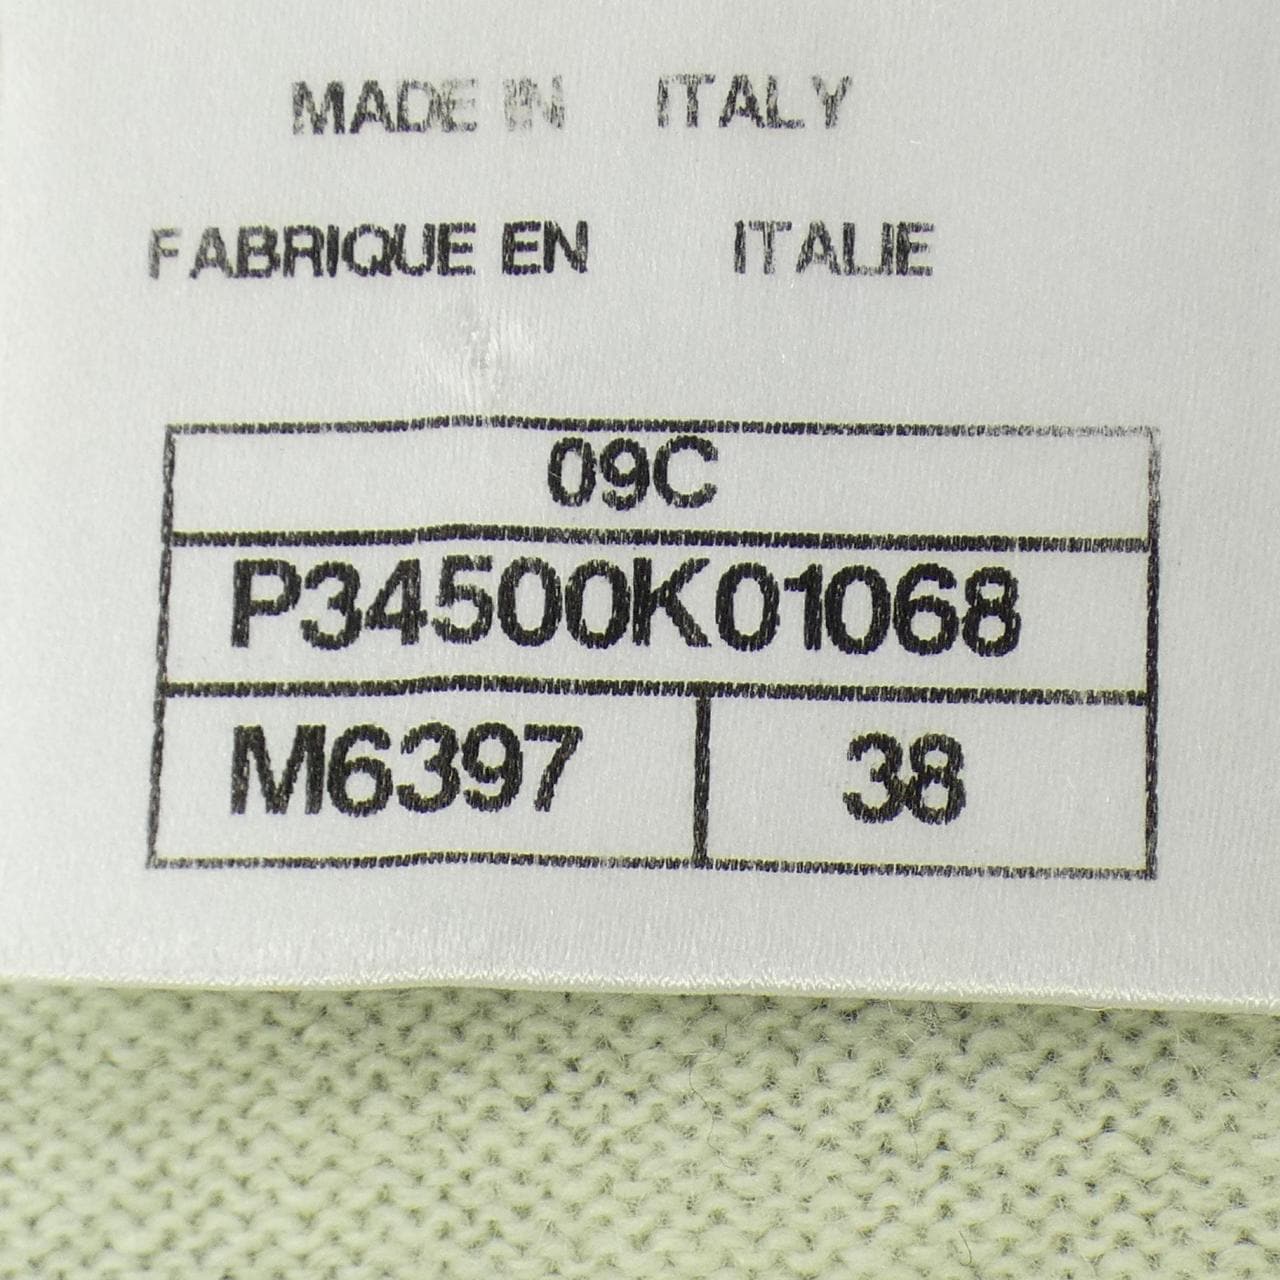 MADE IN ITALY
FABRIQUE EN ITALIE
09C
P34500K01068
M6397 38